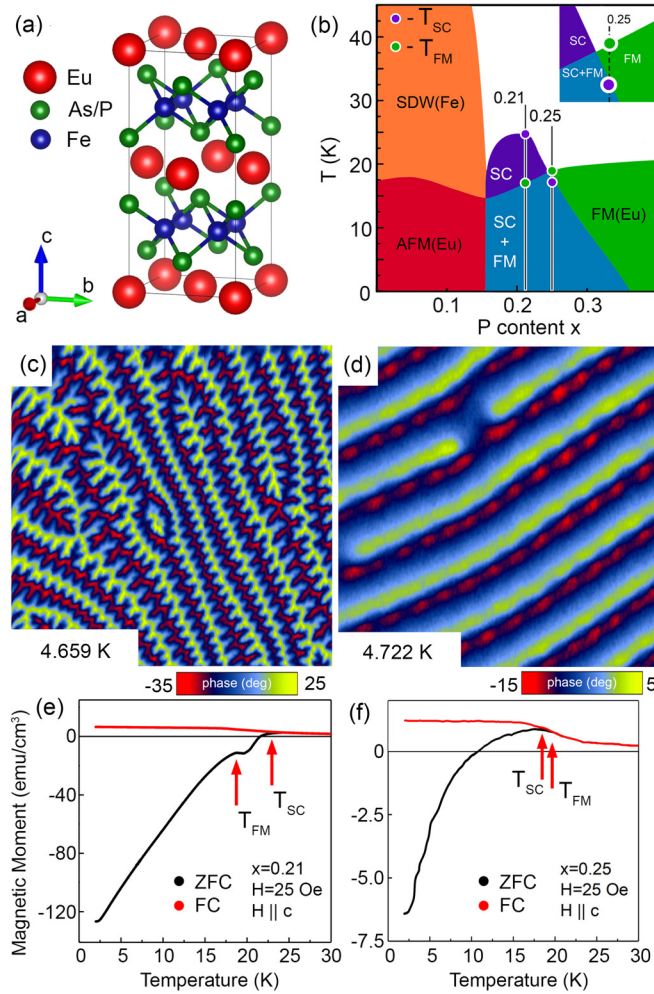 (a)
Eu
As/P
Fe
c
b
a
(b)
T (K)
40
30
20
10
0
- T_SC
- T_FM
SDW(Fe)
AFM(Eu)
0.21
0.25
SC
SC
+
FM
FM(Eu)
0.25
SC
FM
SC+FM
0.1
0.2
0.3
P content x
(c)
4.659 K
-35 phase (deg) 25
(d)
4.722 K
-15 phase (deg) 5
(e)
Magnetic Moment (emu/cm³)
0
-40
-80
-120
T_FM
T_SC
ZFC
FC
x=0.21
H=25 Oe
H || c
0 5 10 15 20 25 30
Temperature (K)
(f)
2.5
0
-2.5
-5.0
-7.5
T_SC
T_FM
ZFC
FC
x=0.25
H=25 Oe
H || c
0 5 10 15 20 25 30
Temperature (K)